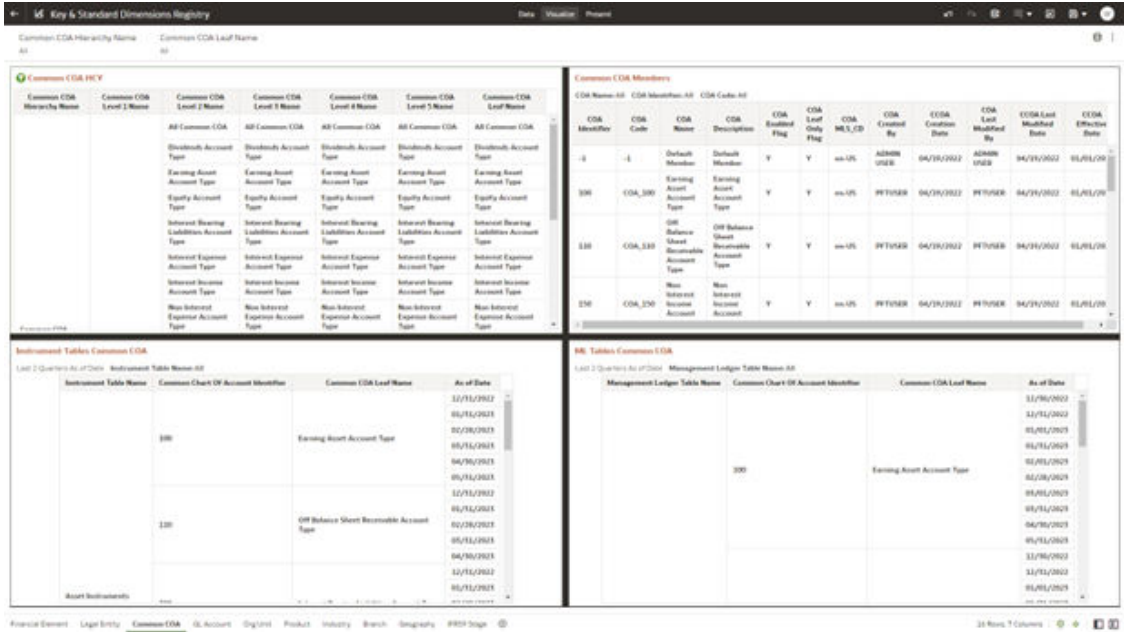 Key & Standard Dimensions Registry
Data Visualize Present
Common COA Hierarchy Name Common COA Leaf Name
All All
Common COA HCY
Common COA Hierarchy Name Common COA Level 1 Name Common COA Level 2 Name Common COA Level 3 Name Common COA Level 4 Name Common COA Level 5 Name Common COA Leaf Name
All Common COA All Common COA All Common COA All Common COA All Common COA
Dividends Account Type Dividends Account Type Dividends Account Type Dividends Account Type Dividends Account Type
Earning Asset Account Type Earning Asset Account Type Earning Asset Account Type Earning Asset Account Type Earning Asset Account Type
Equity Account Type Equity Account Type Equity Account Type Equity Account Type Equity Account Type
Interest Bearing Liabilities Account Type Interest Bearing Liabilities Account Type Interest Bearing Liabilities Account Type Interest Bearing Liabilities Account Type Interest Bearing Liabilities Account Type
Interest Expense Account Type Interest Expense Account Type Interest Expense Account Type Interest Expense Account Type Interest Expense Account Type
Interest Income Account Type Interest Income Account Type Interest Income Account Type Interest Income Account Type Interest Income Account Type
Non Interest Expense Account Type Non Interest Expense Account Type Non Interest Expense Account Type Non Interest Expense Account Type Non Interest Expense Account Type
Common COA Members
COA Name: All COA Identifier: All COA Code: All
COA Identifier COA Code COA Name COA Description COA Enabled Flag COA Leaf Only Flag COA MLS_CD COA Created By CCOA Creation Date COA Last Modified By CCOA Last Modified Date CCOA Effective Date
-1 -1 Default Member Default Member Y Y en-US ADMIN USER 04/19/2022 ADMIN USER 04/19/2022 01/01/20
100 COA_100 Earning Asset Account Type Earning Asset Account Type Y Y en-US PFTUSER 04/19/2022 PFTUSER 04/19/2022 01/01/20
110 COA_110 Off Balance Sheet Receivable Account Type Off Balance Sheet Receivable Account Type Y Y en-US PFTUSER 04/19/2022 PFTUSER 04/19/2022 01/01/20
150 COA_150 Non Interest Income Account Non Interest Income Account Y Y en-US PFTUSER 04/19/2022 PFTUSER 04/19/2022 01/01/20
Instrument Tables Common COA
Last 2 Quarters As of Date Instrument Table Name: All
Instrument Table Name Common Chart Of Account Identifier Common COA Leaf Name As of Date
12/31/2022
01/31/2023
02/28/2023
100 Earning Asset Account Type
03/31/2023
04/30/2023
05/31/2023
12/31/2022
01/31/2023
110 Off Balance Sheet Receivable Account Type 02/28/2023
03/31/2023
04/30/2023
12/31/2022
01/31/2023
Asset Instruments
ML Tables Common COA
Last 2 Quarters As of Date Management Ledger Table Name: All
Management Ledger Table Name Common Chart Of Account Identifier Common COA Leaf Name As of Date
12/30/2022
12/31/2022
01/01/2023
01/31/2023
02/01/2023
100 Earning Asset Account Type
02/28/2023
03/01/2023
03/31/2023
04/30/2023
05/31/2023
12/30/2022
12/31/2022
01/01/2023
Financial Element Legal Entity Common COA GL Account Org Unit Product Industry Branch Geography IFRS9 Stage
26 Rows, 7 Columns